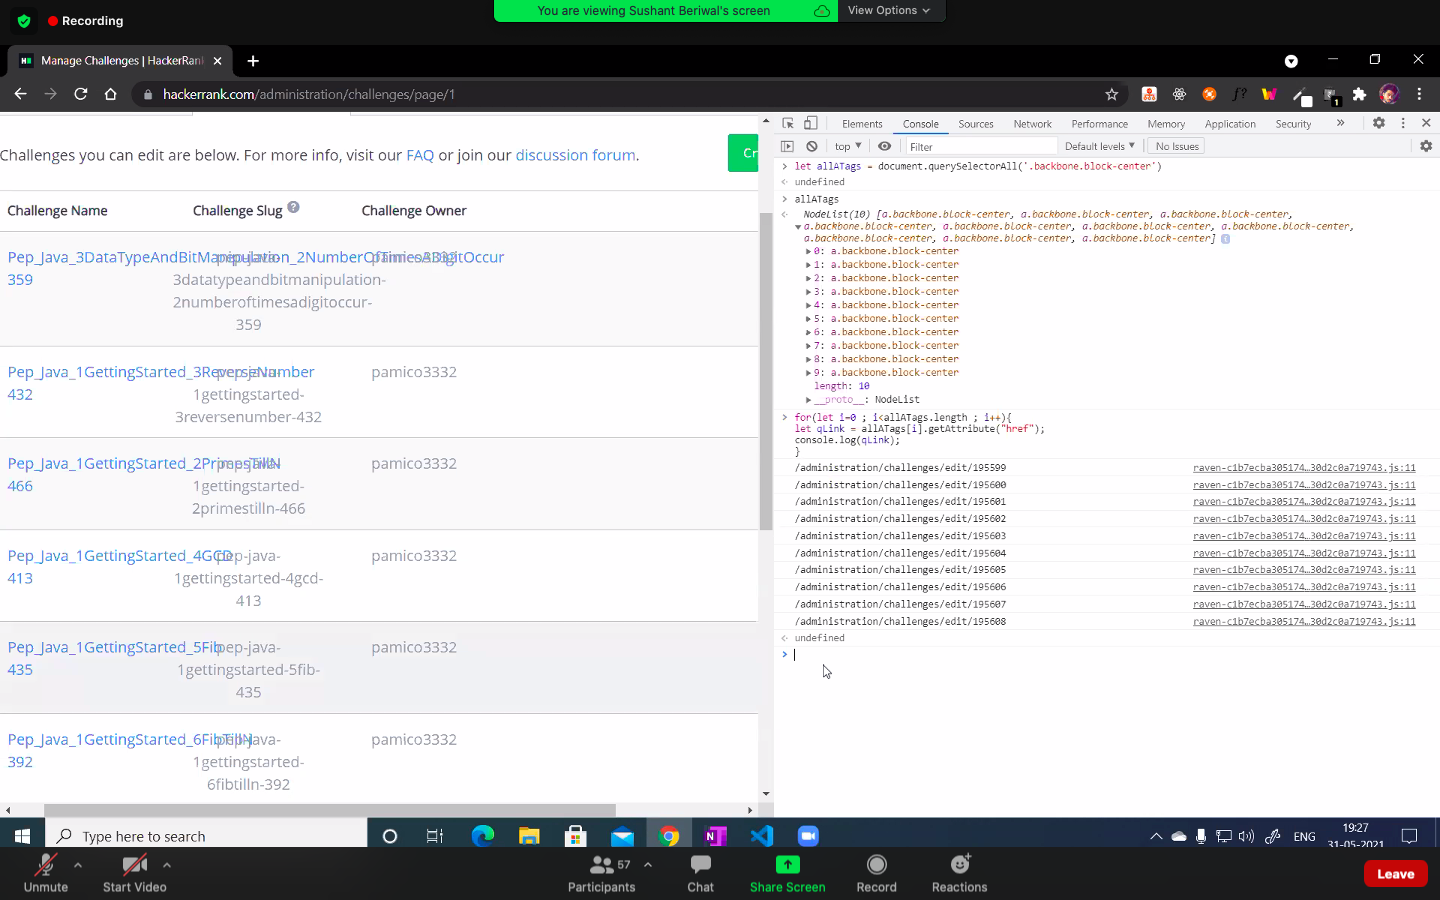 Recording
You are viewing Sushant Beriwal's screen
View Options
Manage Challenges | HackerRan
hackerrank.com/administration/challenges/page/1
Challenges you can edit are below. For more info, visit our FAQ or join our discussion forum.
Cr
Challenge Name Challenge Slug Challenge Owner
Pep_Java_3DataTypeAndBitManipulation_2NumberOfTimesADigitOccur
359
pep-java-
3datatypeandbitmanipulation-
2numberoftimesadigitoccur-
359
pamico3332
Pep_Java_1GettingStarted_3ReverseNumber
432
pep-java-
1gettingstarted-
3reversenumber-432
pamico3332
Pep_Java_1GettingStarted_2PrimesTillN
466
pep-java-
1gettingstarted-
2primestilln-466
pamico3332
Pep_Java_1GettingStarted_4GCD
413
pep-java-
1gettingstarted-4gcd-
413
pamico3332
Pep_Java_1GettingStarted_5Fib
435
pep-java-
1gettingstarted-5fib-
435
pamico3332
Pep_Java_1GettingStarted_6FibTillN
392
pep-java-
1gettingstarted-
6fibtilln-392
pamico3332
Elements Console Sources Network Performance Memory Application Security
top Filter Default levels No Issues
let allATags = document.querySelectorAll('.backbone.block-center')
undefined
allATags
NodeList(10) [a.backbone.block-center, a.backbone.block-center, a.backbone.block-center,
a.backbone.block-center, a.backbone.block-center, a.backbone.block-center, a.backbone.block-center,
a.backbone.block-center, a.backbone.block-center, a.backbone.block-center]
0: a.backbone.block-center
1: a.backbone.block-center
2: a.backbone.block-center
3: a.backbone.block-center
4: a.backbone.block-center
5: a.backbone.block-center
6: a.backbone.block-center
7: a.backbone.block-center
8: a.backbone.block-center
9: a.backbone.block-center
length: 10
__proto__: NodeList
for(let i=0 ; i<allATags.length ; i++){
let qLink = allATags[i].getAttribute("href");
console.log(qLink);
}
/administration/challenges/edit/195599 raven-c1b7ecba305174…30d2c0a719743.js:11
/administration/challenges/edit/195600 raven-c1b7ecba305174…30d2c0a719743.js:11
/administration/challenges/edit/195601 raven-c1b7ecba305174…30d2c0a719743.js:11
/administration/challenges/edit/195602 raven-c1b7ecba305174…30d2c0a719743.js:11
/administration/challenges/edit/195603 raven-c1b7ecba305174…30d2c0a719743.js:11
/administration/challenges/edit/195604 raven-c1b7ecba305174…30d2c0a719743.js:11
/administration/challenges/edit/195605 raven-c1b7ecba305174…30d2c0a719743.js:11
/administration/challenges/edit/195606 raven-c1b7ecba305174…30d2c0a719743.js:11
/administration/challenges/edit/195607 raven-c1b7ecba305174…30d2c0a719743.js:11
/administration/challenges/edit/195608 raven-c1b7ecba305174…30d2c0a719743.js:11
undefined
Type here to search
ENG
19:27
31-05-2021
Unmute
Start Video
57
Participants
Chat
Share Screen
Record
Reactions
Leave